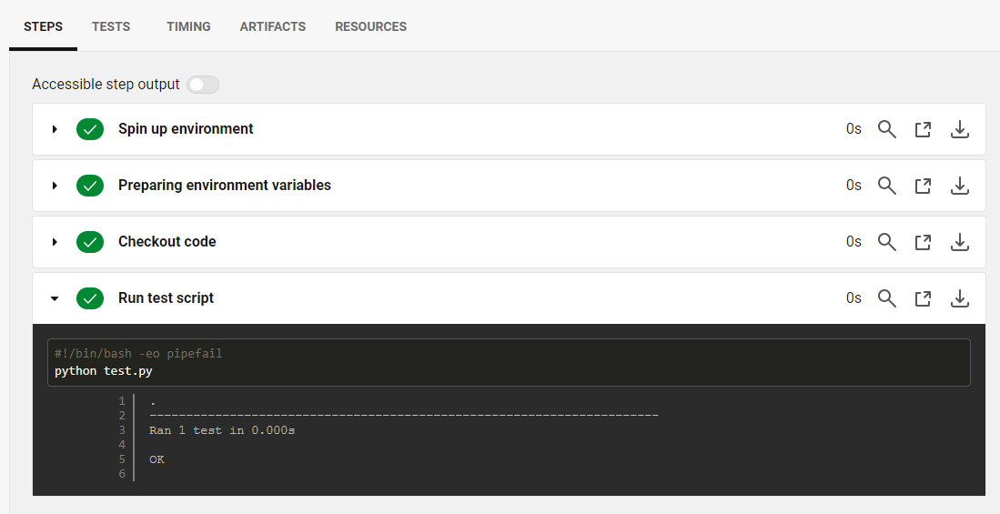 STEPS TESTS TIMING ARTIFACTS RESOURCES
Accessible step output
Spin up environment 0s
Preparing environment variables 0s
Checkout code 0s
Run test script 0s
#!/bin/bash -eo pipefail
python test.py
1 .
2 ----------------------------------------------------------------------
3 Ran 1 test in 0.000s
4
5 OK
6